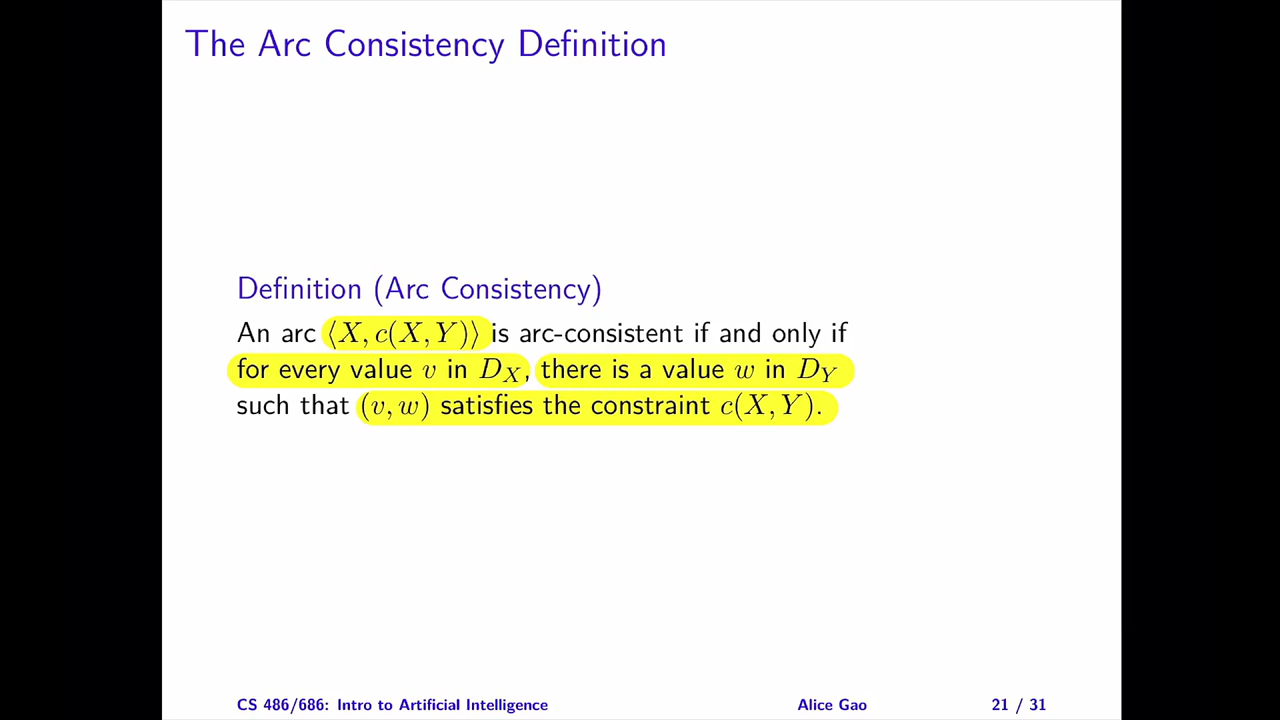 The Arc Consistency Definition
Definition (Arc Consistency)
An arc ⟨X, c(X, Y)⟩ is arc-consistent if and only if
for every value v in D_X, there is a value w in D_Y
such that (v, w) satisfies the constraint c(X, Y).
CS 486/686: Intro to Artificial Intelligence Alice Gao 21 / 31